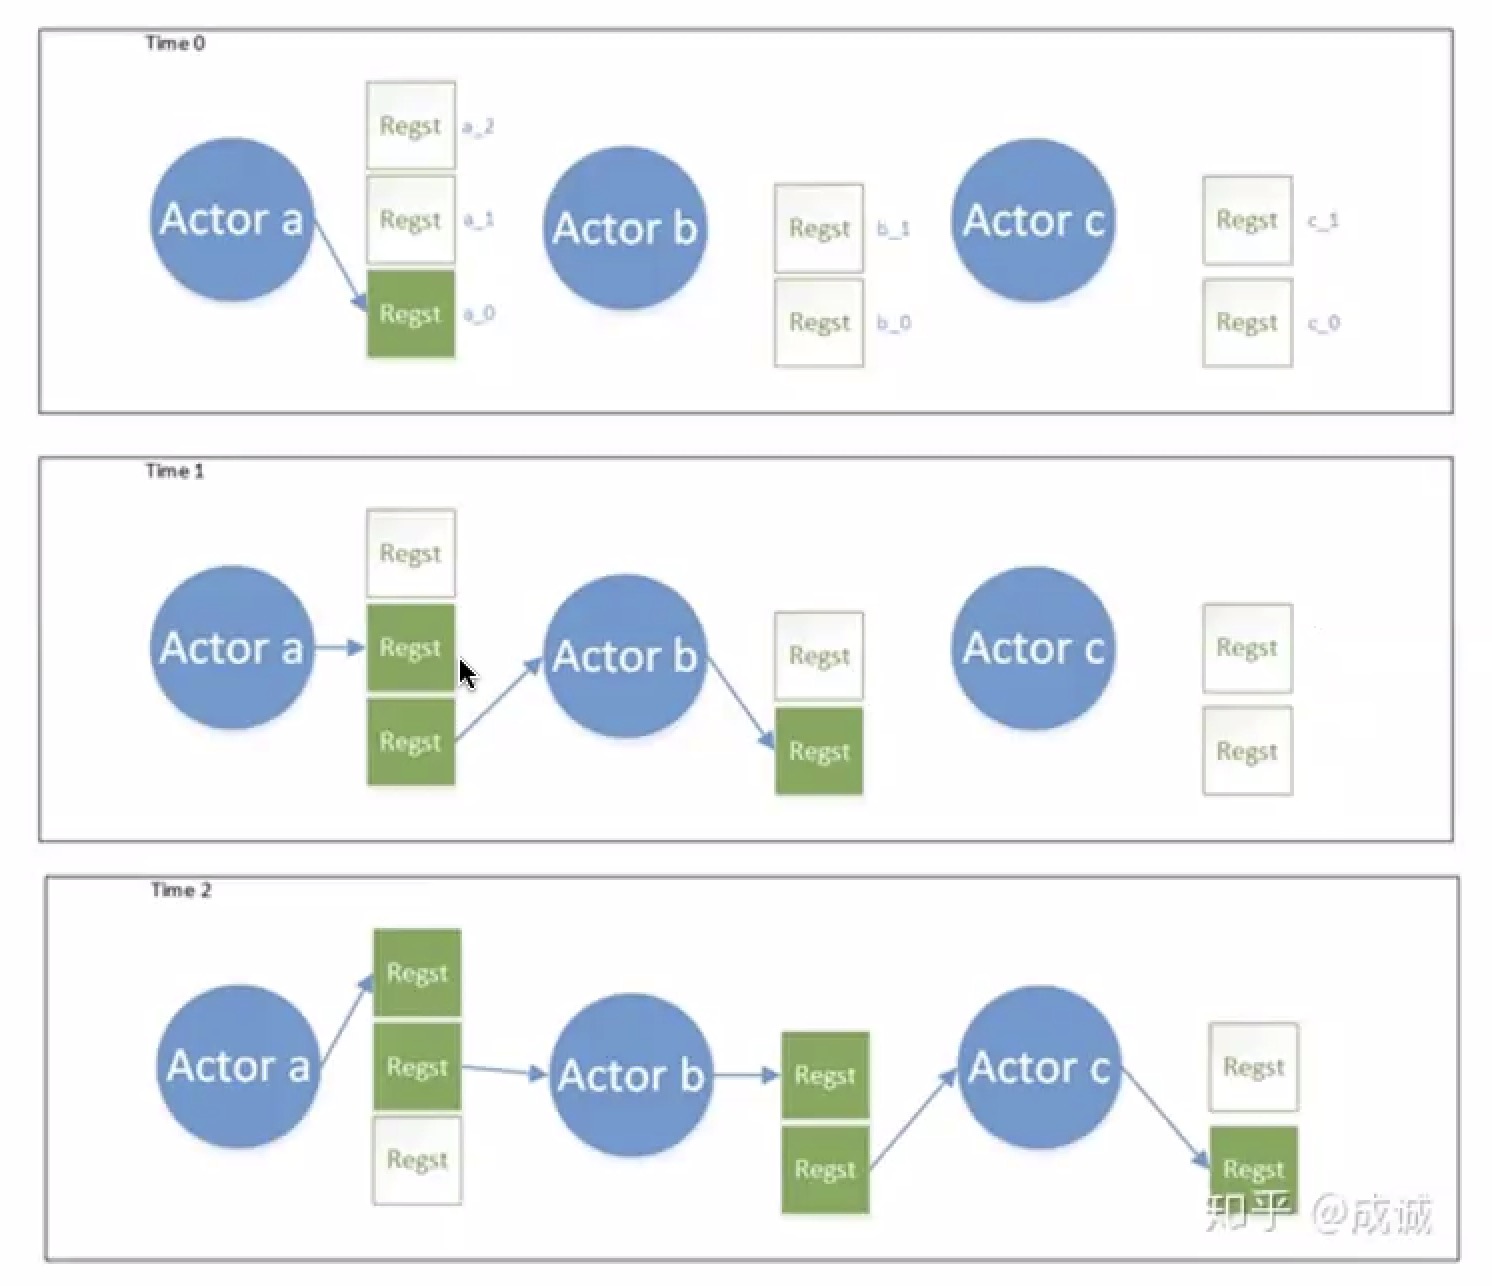 Time 0
Regst a_2
Actor a
Regst a_1
Actor b
Regst b_1
Actor c
Regst c_1
Regst a_0
Regst b_0
Regst c_0
Time 1
Regst
Actor a
Regst
Actor b
Regst
Actor c
Regst
Regst
Regst
Regst
Time 2
Regst
Actor a
Regst
Actor b
Regst
Actor c
Regst
Regst
Regst
Regst
知乎 @成诚